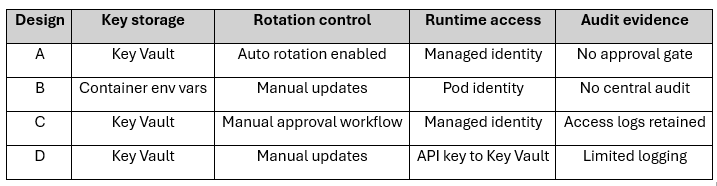 Design Key storage Rotation control Runtime access Audit evidence
A Key Vault Auto rotation enabled Managed identity No approval gate
B Container env vars Manual updates Pod identity No central audit
C Key Vault Manual approval workflow Managed identity Access logs retained
D Key Vault Manual updates API key to Key Vault Limited logging